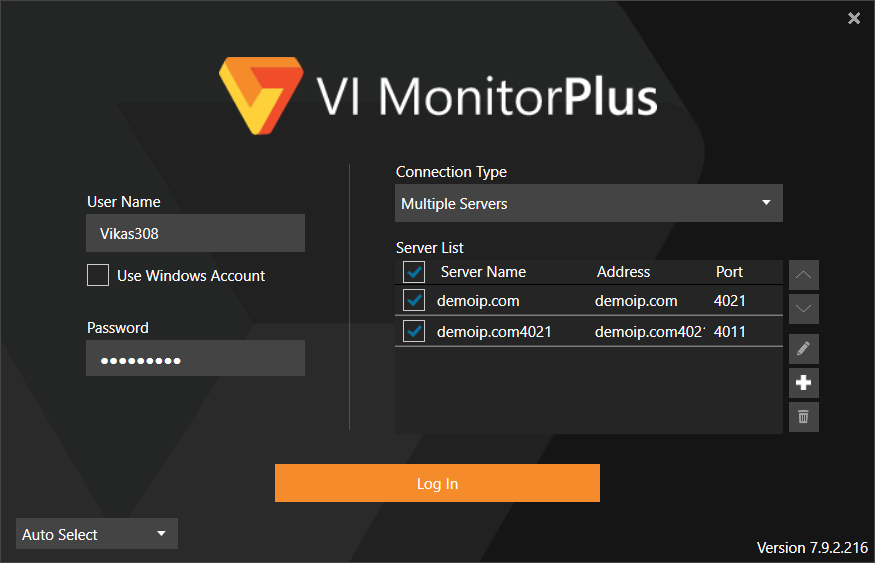 VI MonitorPlus
User Name
Vikas308
Use Windows Account
Password
●●●●●●●●●
Connection Type
Multiple Servers
Server List
Server Name Address Port
demoip.com demoip.com 4021
demoip.com4021 demoip.com402 4011
Log In
Auto Select
Version 7.9.2.216